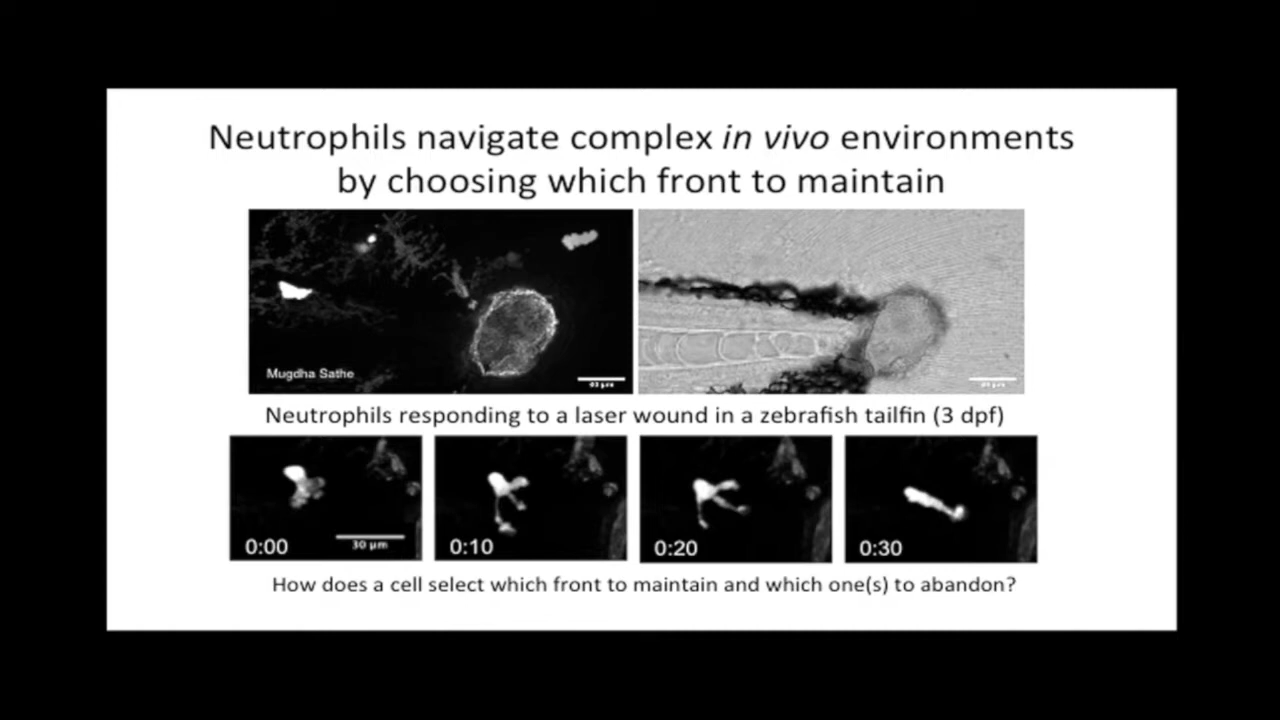 Neutrophils navigate complex in vivo environments
by choosing which front to maintain
Mugdha Sathe
Neutrophils responding to a laser wound in a zebrafish tailfin (3 dpf)
0:00
30 µm
0:10
0:20
0:30
How does a cell select which front to maintain and which one(s) to abandon?